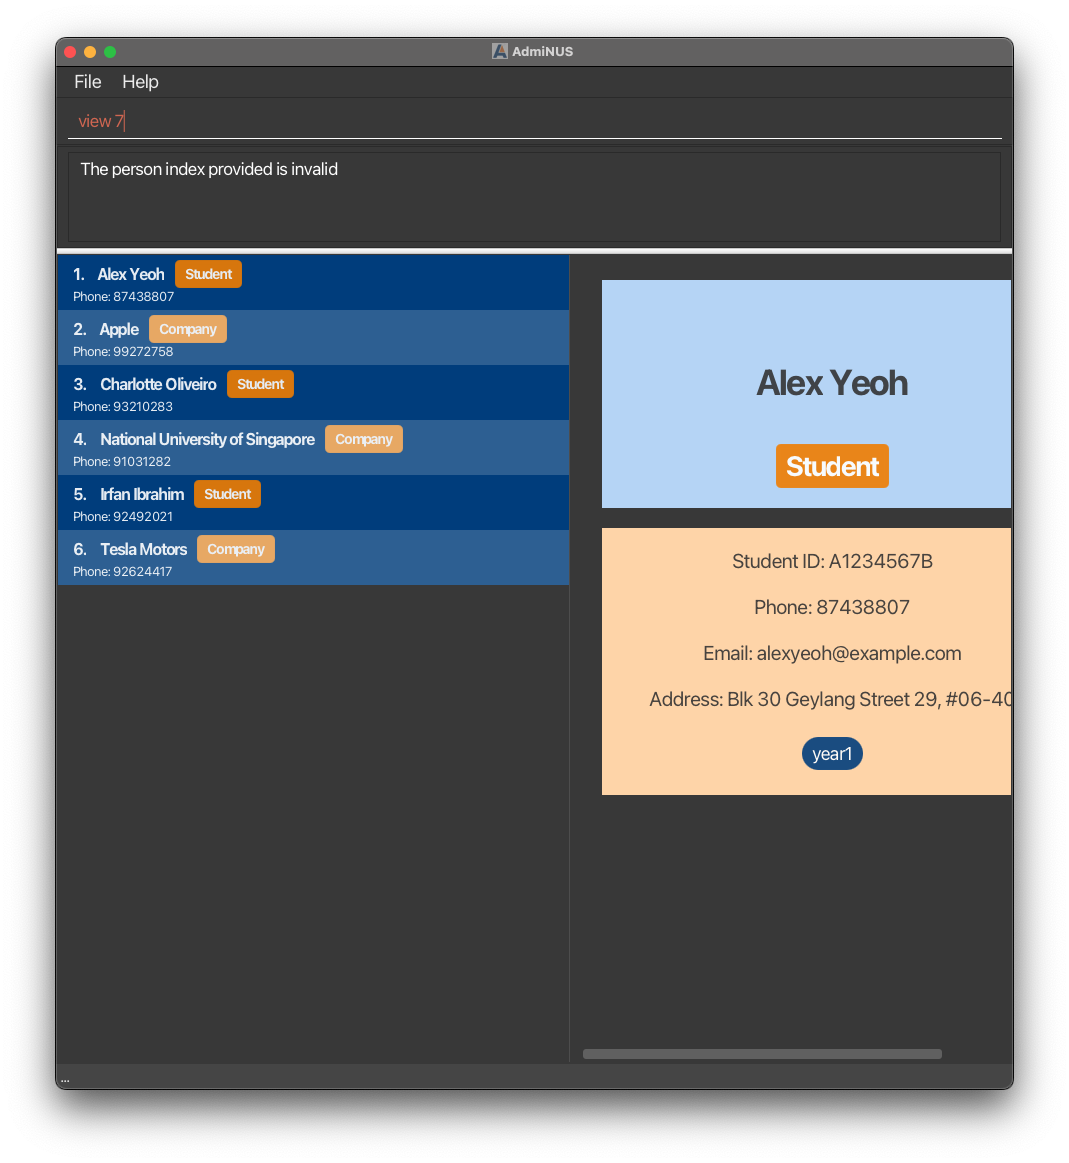 AdmiNUS
File Help
view 7
The person index provided is invalid
1. Alex Yeoh Student
Phone: 87438807
2. Apple Company
Phone: 99272758
3. Charlotte Oliveiro Student
Phone: 93210283
4. National University of Singapore Company
Phone: 91031282
5. Irfan Ibrahim Student
Phone: 92492021
6. Tesla Motors Company
Phone: 92624417
Alex Yeoh
Student
Student ID: A1234567B
Phone: 87438807
Email: alexyeoh@example.com
Address: Blk 30 Geylang Street 29, #06-40
year1
...